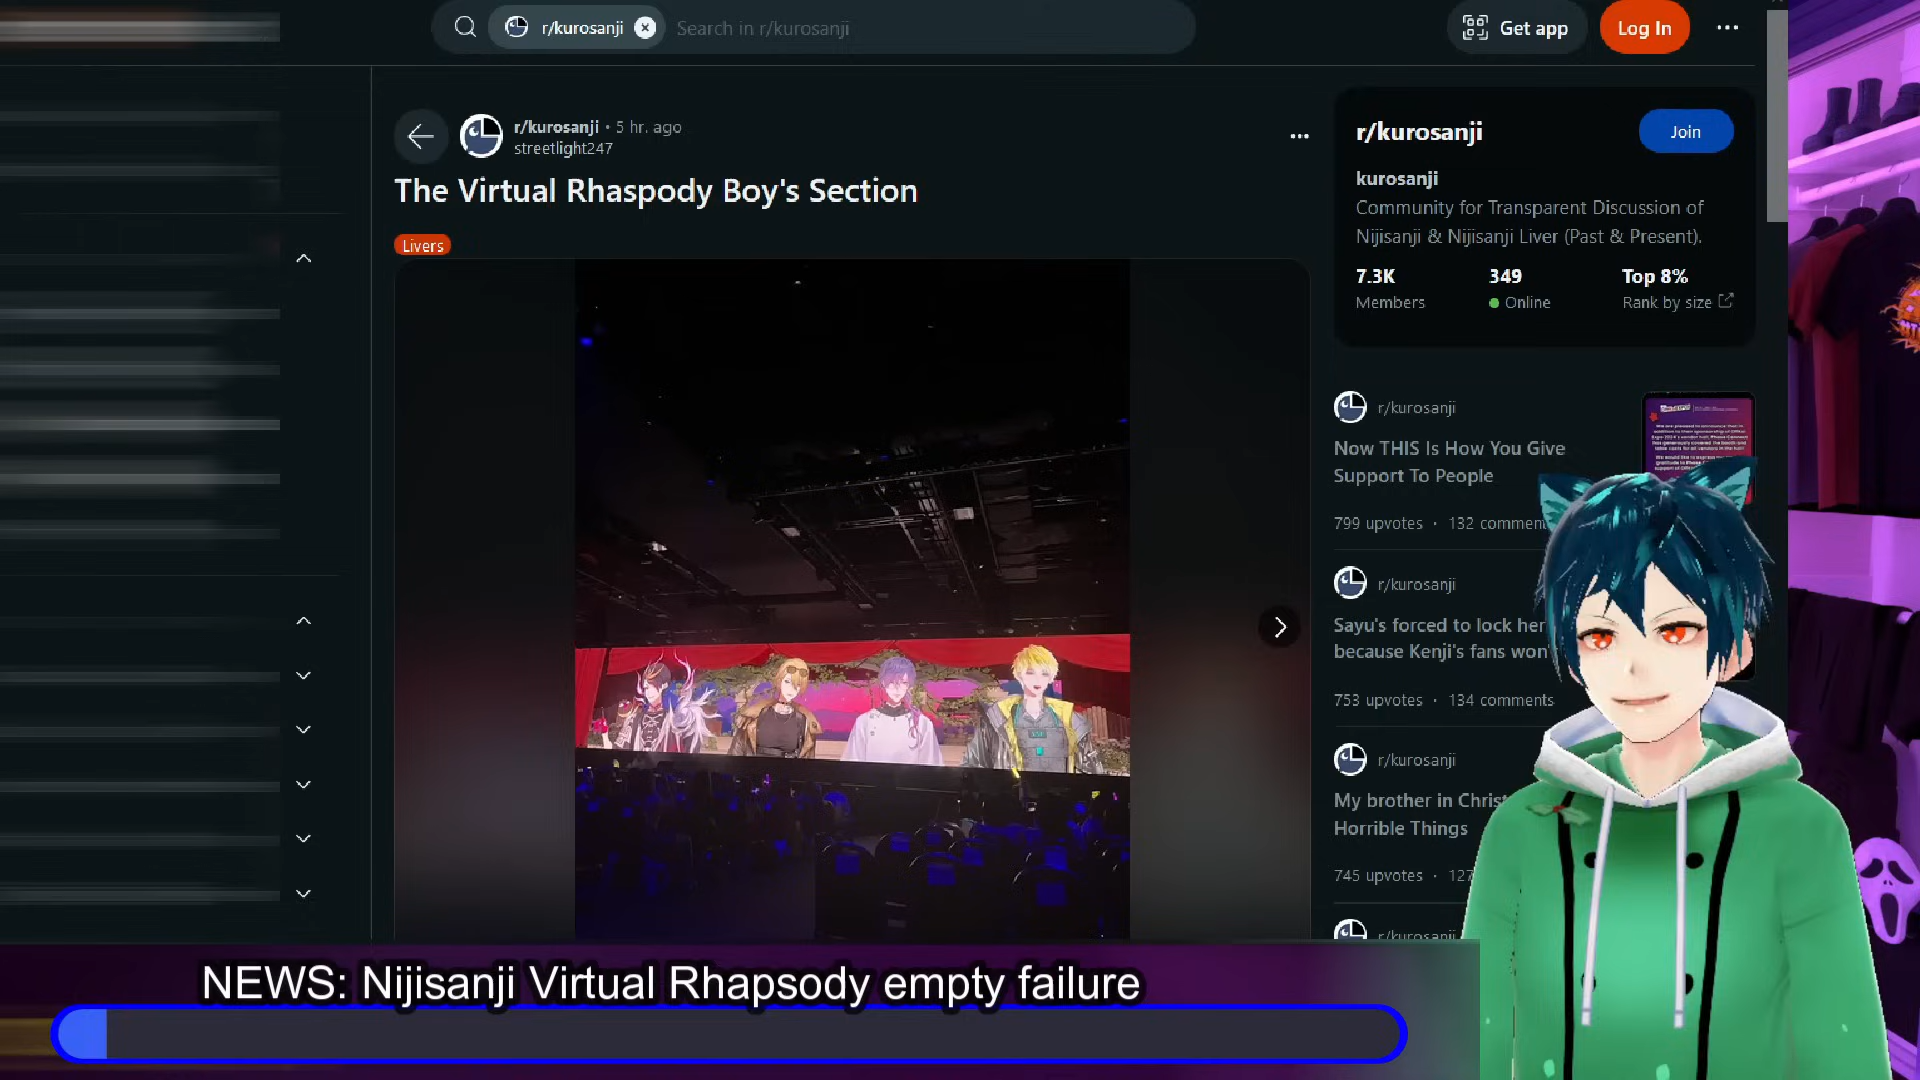 r/kurosanji
Search in r/kurosanji
Get app
Log In
r/kurosanji • 5 hr. ago
streetlight247
The Virtual Rhaspody Boy's Section
Livers
r/kurosanji
Join
kurosanji
Community for Transparent Discussion of
Nijisanji & Nijisanji Liver (Past & Present).
7.3K
Members
349
Online
Top 8%
Rank by size
r/kurosanji
Now THIS Is How You Give
Support To People
799 upvotes · 132
r/kurosanji
Sayu's forced to lock her
because Kenji's fans
753 upvotes · 134 comments
r/kurosanji
My brother in
Horrible Things
745 upvotes ·
r/kurosanji
NEWS: Nijisanji Virtual Rhapsody empty failure